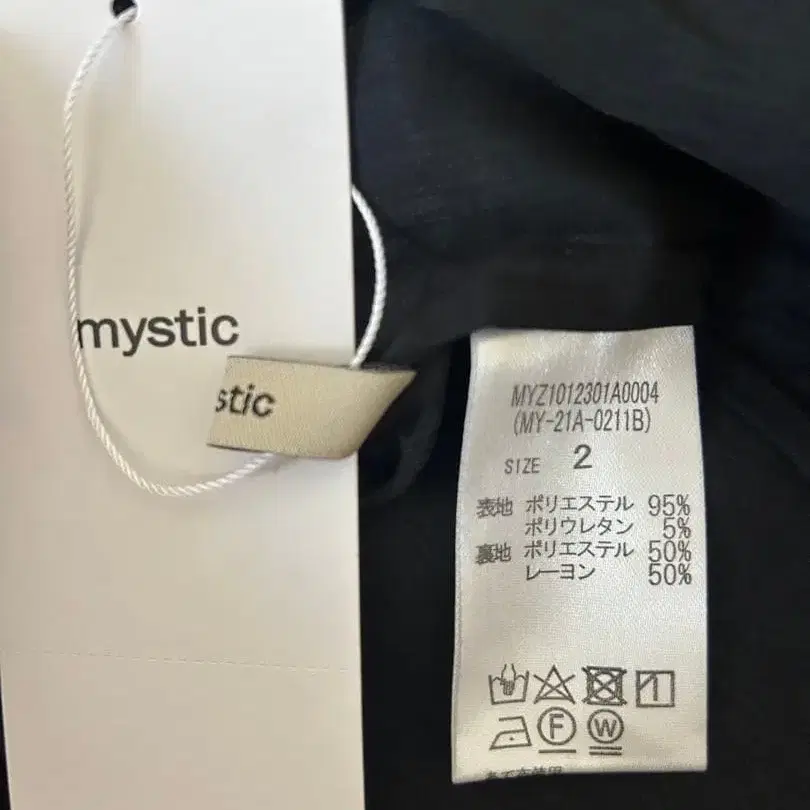 mystic
stic
MYZ1012301A0004
(MY-21A-0211B)
SIZE 2
表地 ポリエステル 95%
ポリウレタン 5%
裏地 ポリエステル 50%
レーヨン 50%
F W